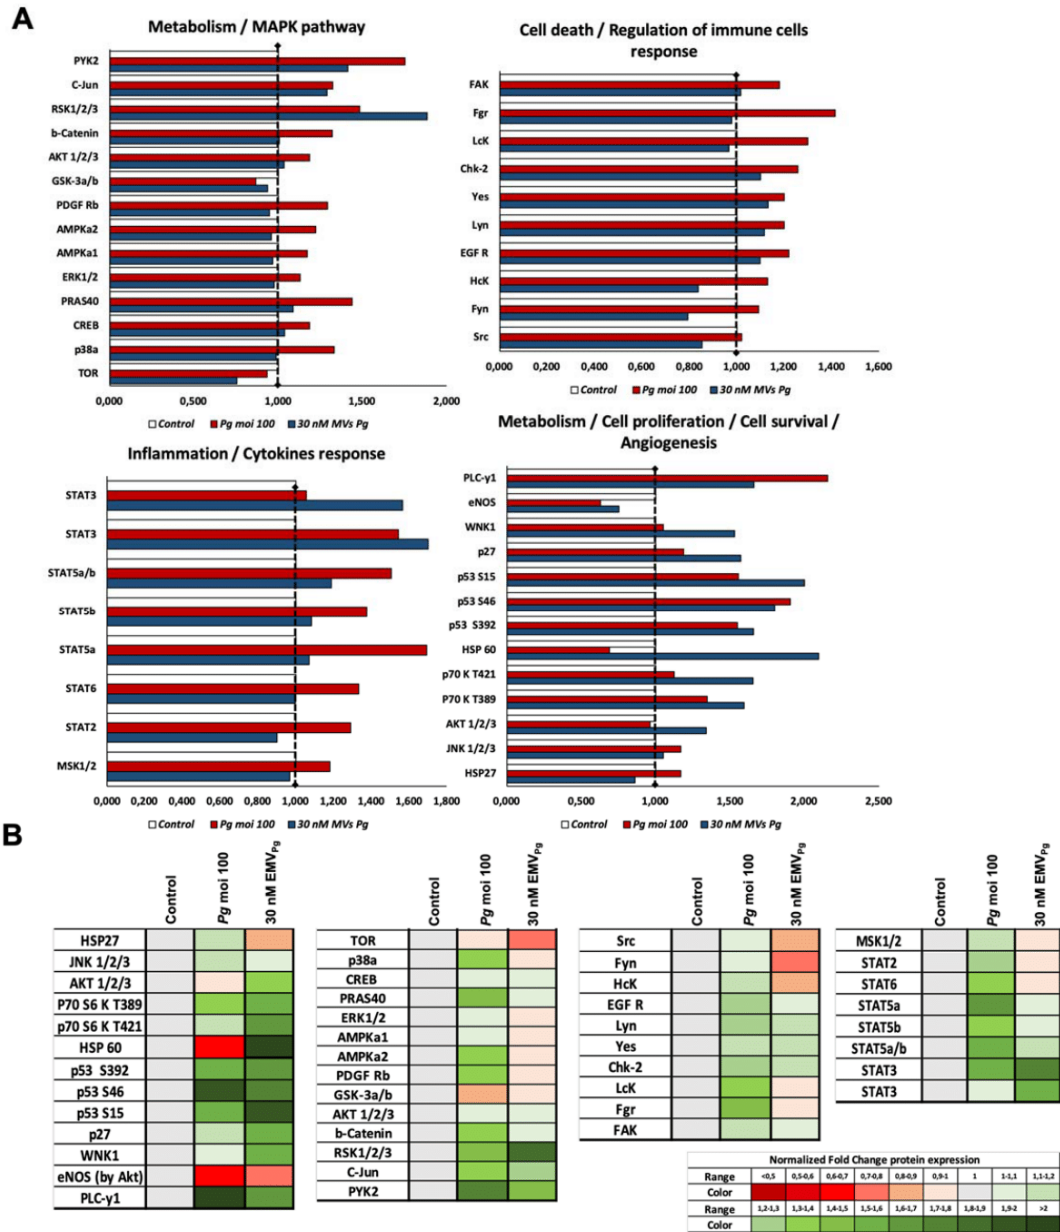 A
Metabolism / MAPK pathway
PYK2
C-Jun
RSK1/2/3
b-Catenin
AKT 1/2/3
GSK-3a/b
PDGF Rb
AMPKa2
AMPKa1
ERK1/2
PRAS40
CREB
p38a
TOR
0,000 0,500 1,000 1,500 2,000
Control Pg moi 100 30 nM MVs Pg
Cell death / Regulation of immune cells
response
FAK
Fgr
LcK
Chk-2
Yes
Lyn
EGF R
HcK
Fyn
Src
0,000 0,200 0,400 0,600 0,800 1,000 1,200 1,400 1,600
Control Pg moi 100 30 nM MVs Pg
Inflammation / Cytokines response
STAT3
STAT3
STAT5a/b
STAT5b
STAT5a
STAT6
STAT2
MSK1/2
0,000 0,200 0,400 0,600 0,800 1,000 1,200 1,400 1,600 1,800
Control Pg moi 100 30 nM MVs Pg
Metabolism / Cell proliferation / Cell survival /
Angiogenesis
PLC-y1
eNOS
WNK1
p27
p53 S15
p53 S46
p53 S392
HSP 60
p70 K T421
P70 K T389
AKT 1/2/3
JNK 1/2/3
HSP27
0,000 0,500 1,000 1,500 2,000 2,500
Control Pg moi 100 30 nM MVs Pg
B
Control Pg moi 100 30 nM EMVPg
HSP27
JNK 1/2/3
AKT 1/2/3
P70 S6 K T389
p70 S6 K T421
HSP 60
p53 S392
p53 S46
p53 S15
p27
WNK1
eNOS (by Akt)
PLC-y1
Control Pg moi 100 30 nM EMVPg
TOR
p38a
CREB
PRAS40
ERK1/2
AMPKa1
AMPKa2
PDGF Rb
GSK-3a/b
AKT 1/2/3
b-Catenin
RSK1/2/3
C-Jun
PYK2
Control Pg moi 100 30 nM EMVPg
Src
Fyn
HcK
EGF R
Lyn
Yes
Chk-2
LcK
Fgr
FAK
Control Pg moi 100 30 nM EMVPg
MSK1/2
STAT2
STAT6
STAT5a
STAT5b
STAT5a/b
STAT3
STAT3
Normalized Fold Change protein expression
Range <0,5 0,5-0,6 0,6-0,7 0,7-0,8 0,8-0,9 0,9-1 1 1-1,1 1,1-1,2
Color
Range 1,2-1,3 1,3-1,4 1,4-1,5 1,5-1,6 1,6-1,7 1,7-1,8 1,8-1,9 1,9-2 >2
Color